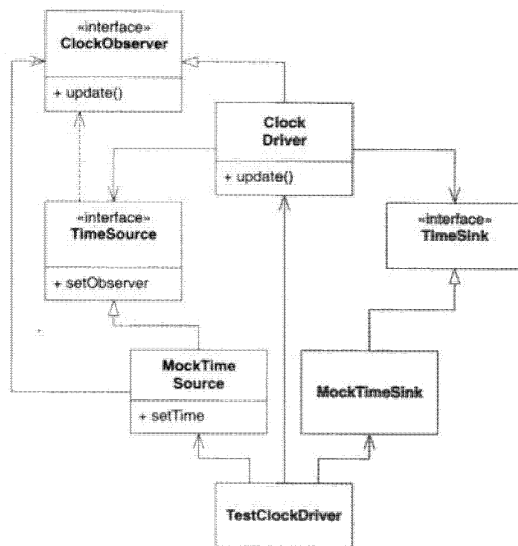 «interface»
ClockObserver
+ update()
Clock
Driver
+ update()
«interface»
TimeSource
+ setObserver
«interface»
TimeSink
MockTime
Source
+ setTime
MockTimeSink
TestClockDriver